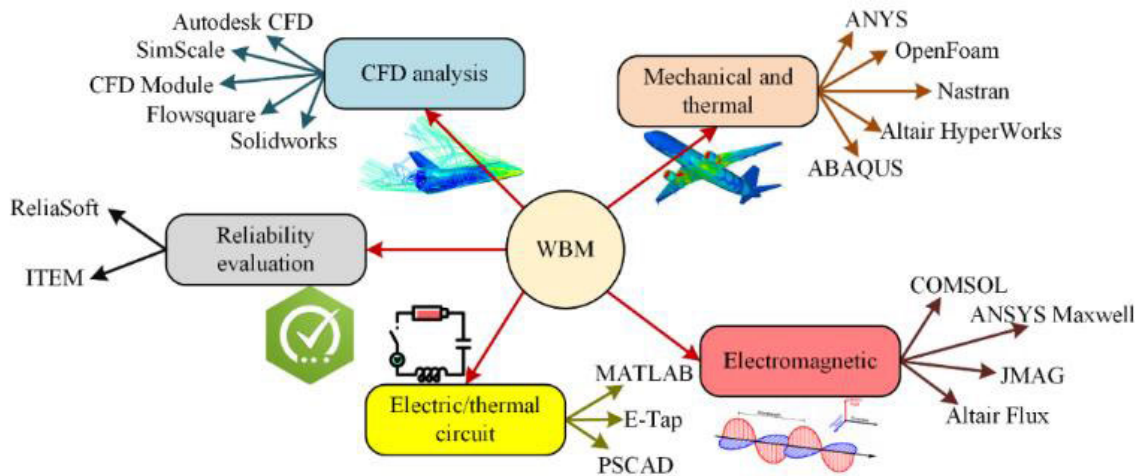 Autodesk CFD
SimScale
CFD Module
Flowsquare
Solidworks
CFD analysis
Mechanical and
thermal
ANYS
OpenFoam
Nastran
Altair HyperWorks
ABAQUS
WBM
ReliaSoft
ITEM
Reliability
evaluation
Electric/thermal
circuit
MATLAB
E-Tap
PSCAD
Electromagnetic
COMSOL
ANSYS Maxwell
JMAG
Altair Flux